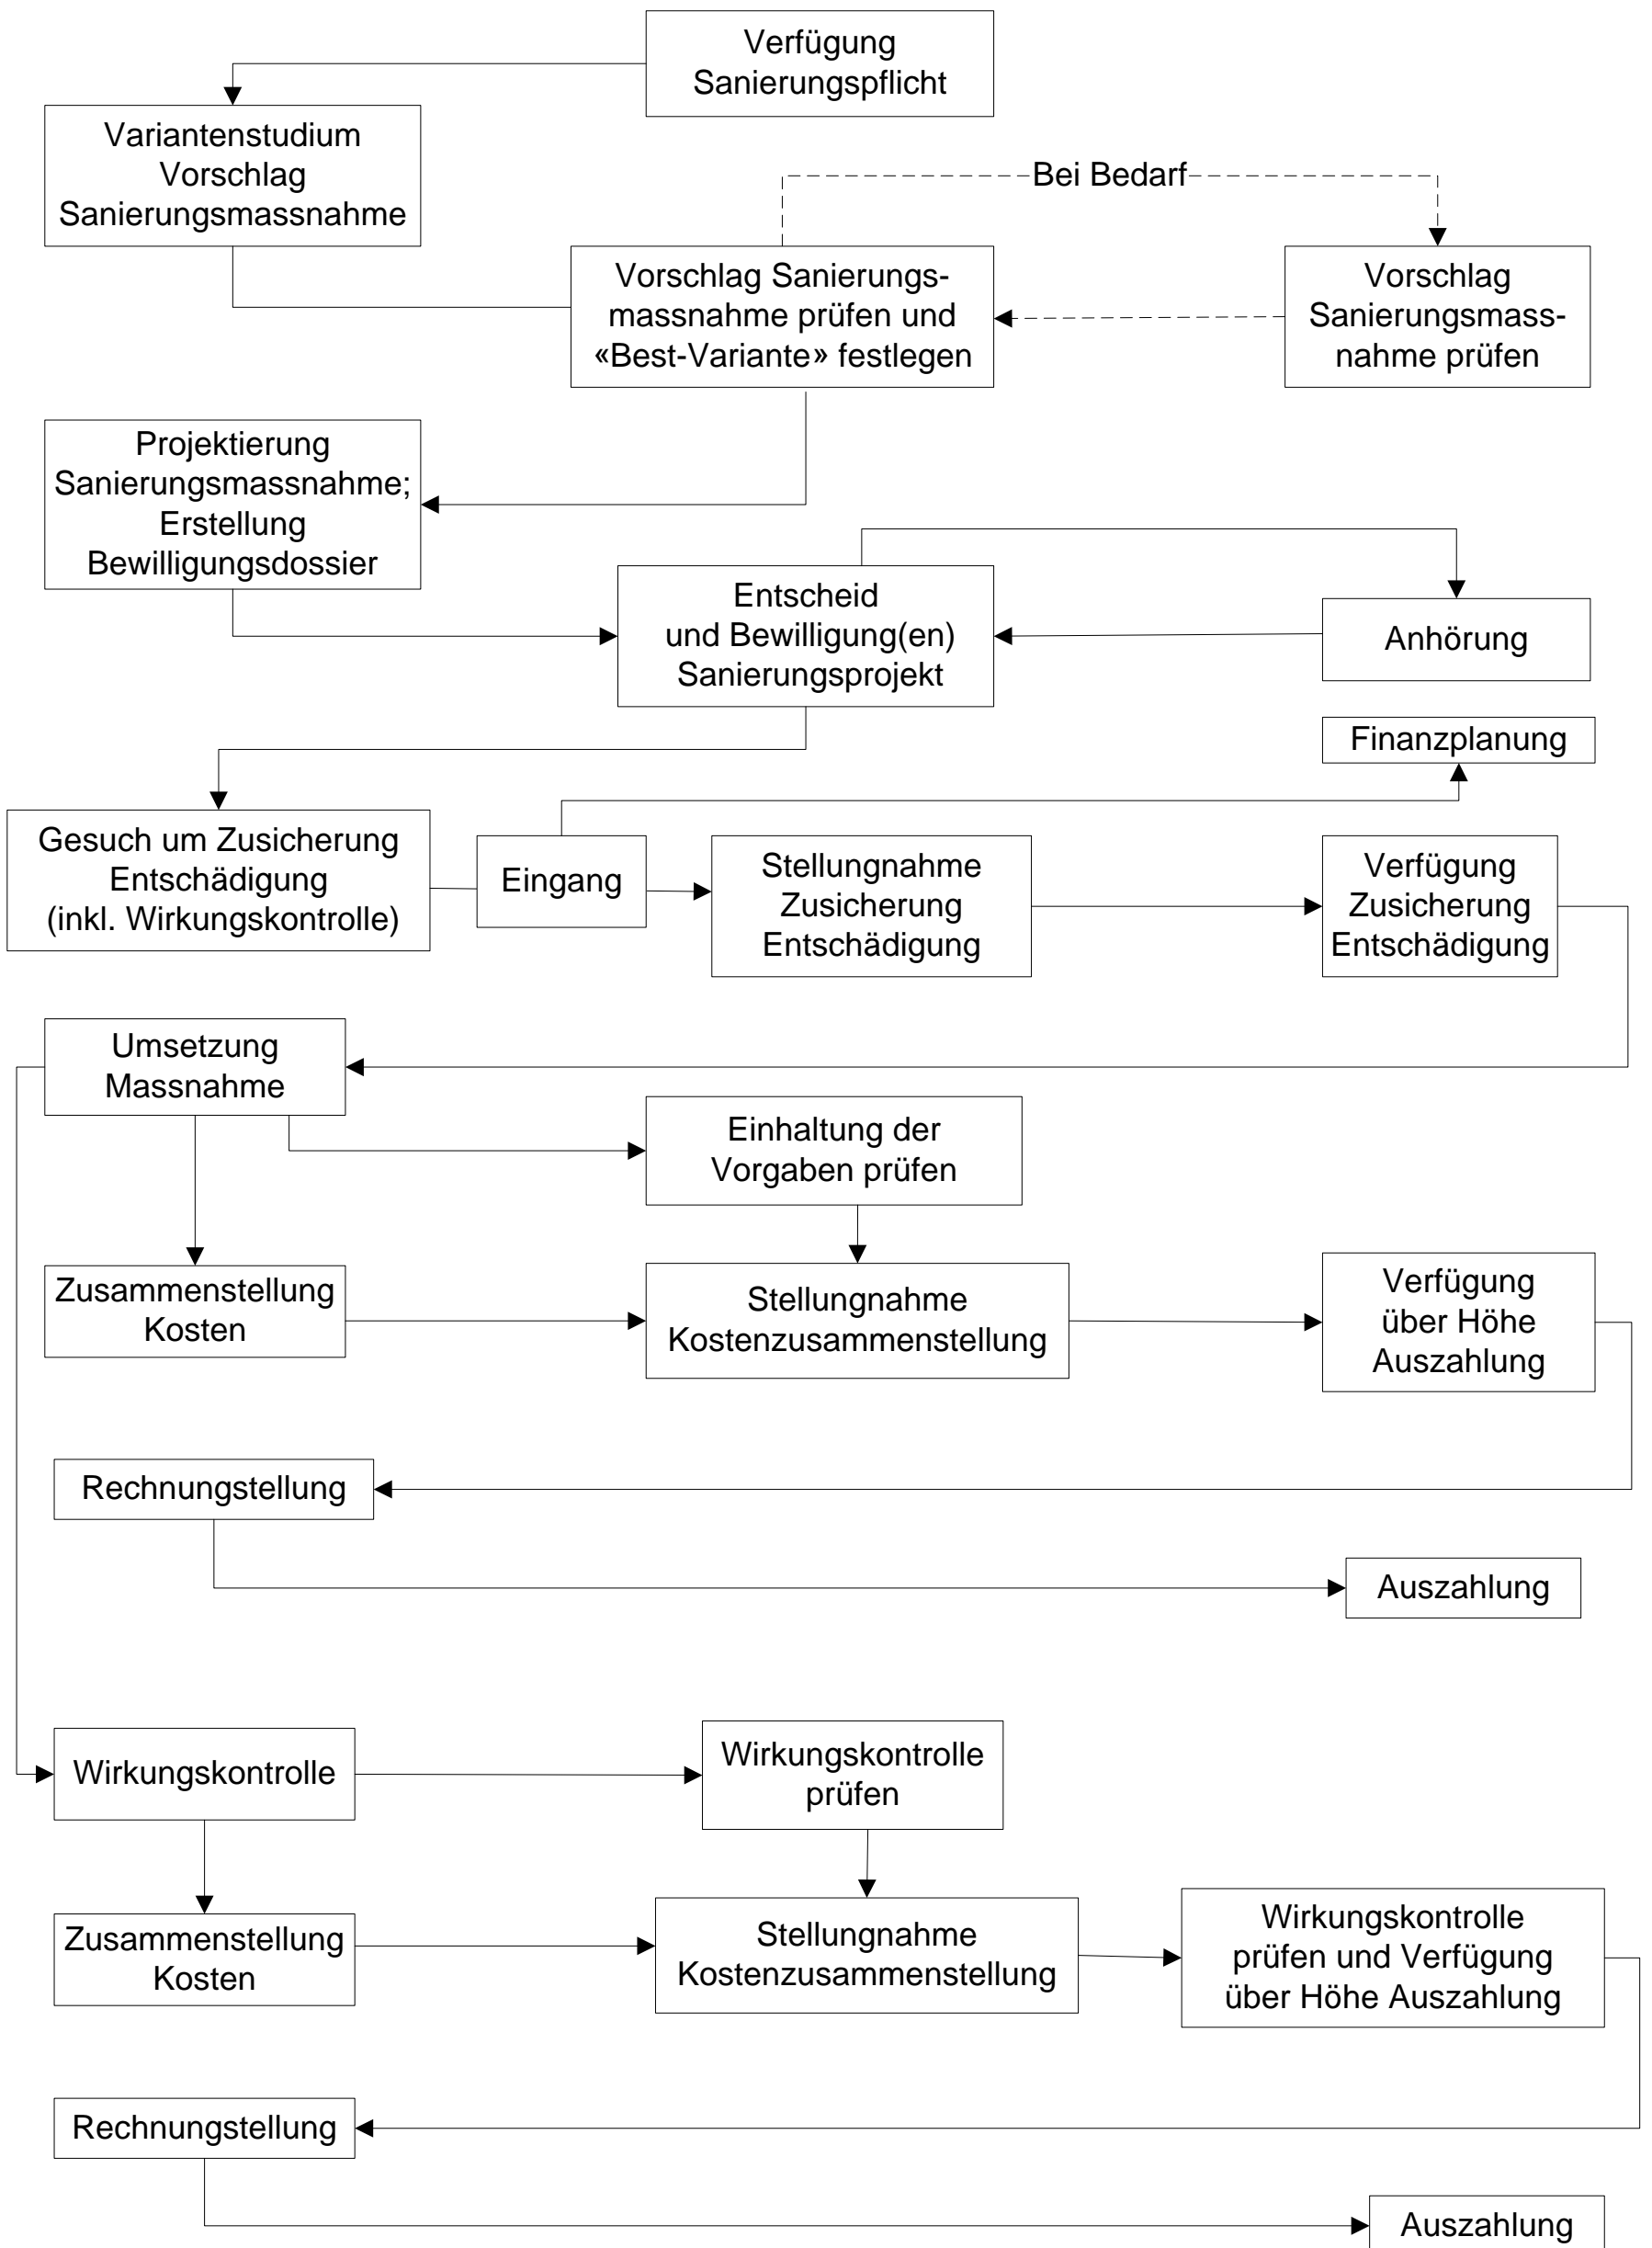 Verfügung
Sanierungspflicht
Variantenstudium
Vorschlag
Sanierungsmassnahme
Bei Bedarf
Vorschlag Sanierungs-
massnahme prüfen und
«Best-Variante» festlegen
Vorschlag
Sanierungsmass-
nahme prüfen
Projektierung
Sanierungsmassnahme;
Erstellung
Bewilligungsdossier
Entscheid
und Bewilligung(en)
Sanierungsprojekt
Anhörung
Finanzplanung
Gesuch um Zusicherung
Entschädigung
(inkl. Wirkungskontrolle)
Eingang
Stellungnahme
Zusicherung
Entschädigung
Verfügung
Zusicherung
Entschädigung
Umsetzung
Massnahme
Einhaltung der
Vorgaben prüfen
Zusammenstellung
Kosten
Stellungnahme
Kostenzusammenstellung
Verfügung
über Höhe
Auszahlung
Rechnungstellung
Auszahlung
Wirkungskontrolle
Wirkungskontrolle
prüfen
Zusammenstellung
Kosten
Stellungnahme
Kostenzusammenstellung
Wirkungskontrolle
prüfen und Verfügung
über Höhe Auszahlung
Rechnungstellung
Auszahlung